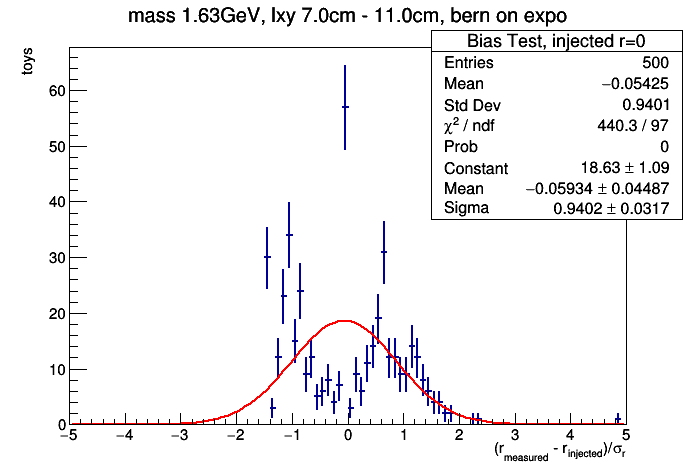 mass 1.63GeV, lxy 7.0cm - 11.0cm, bern on expo
toys
Bias Test, injected r=0
Entries 500
Mean −0.05425
Std Dev 0.9401
χ² / ndf 440.3 / 97
Prob 0
Constant 18.63 ± 1.09
Mean −0.05934 ± 0.04487
Sigma 0.9402 ± 0.0317
60
50
40
30
20
10
0
−5 −4 −3 −2 −1 0 1 2 3 4 5
(r_measured - r_injected)/σ_r